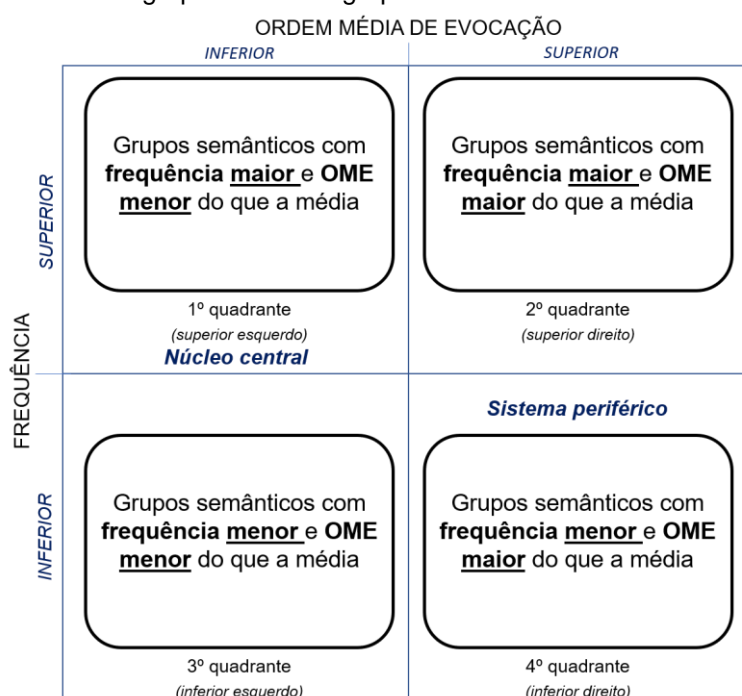 ORDEM MÉDIA DE EVOCAÇÃO
INFERIOR
SUPERIOR
FREQUÊNCIA
SUPERIOR
Grupos semânticos com
frequência maior e OME
menor do que a média
1º quadrante
(superior esquerdo)
Núcleo central
Grupos semânticos com
frequência maior e OME
maior do que a média
2º quadrante
(superior direito)
INFERIOR
Grupos semânticos com
frequência menor e OME
menor do que a média
3º quadrante
(inferior esquerdo)
Sistema periférico
Grupos semânticos com
frequência menor e OME
maior do que a média
4º quadrante
(inferior direito)